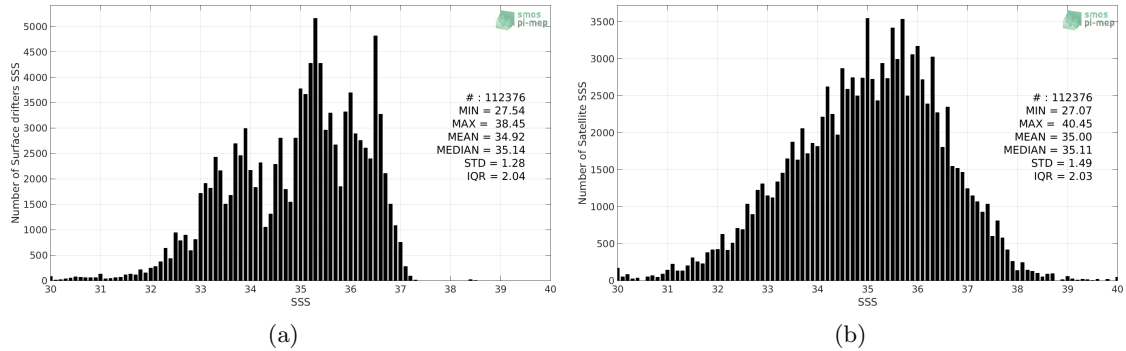 smos
pi-mep
5000
4500
4000
3500
3000
2500
2000
1500
1000
500
0
Number of Surface drifters SSS
# : 112376
MIN = 27.54
MAX = 38.45
MEAN = 34.92
MEDIAN = 35.14
STD = 1.28
IQR = 2.04
30 31 32 33 34 35 36 37 38 39 40
SSS
(a)
smos
pi-mep
3500
3000
2500
2000
1500
1000
500
0
Number of Satellite SSS
# : 112376
MIN = 27.07
MAX = 40.45
MEAN = 35.00
MEDIAN = 35.11
STD = 1.49
IQR = 2.03
30 31 32 33 34 35 36 37 38 39 40
SSS
(b)